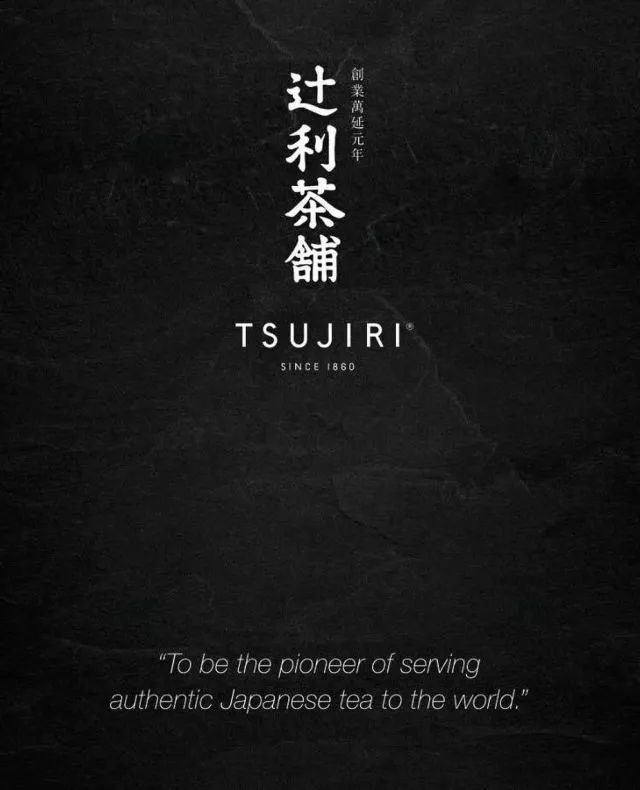 創業萬延元年
辻利茶舗
TSUJIRI®
SINCE 1860
“To be the pioneer of serving
authentic Japanese tea to the world.”